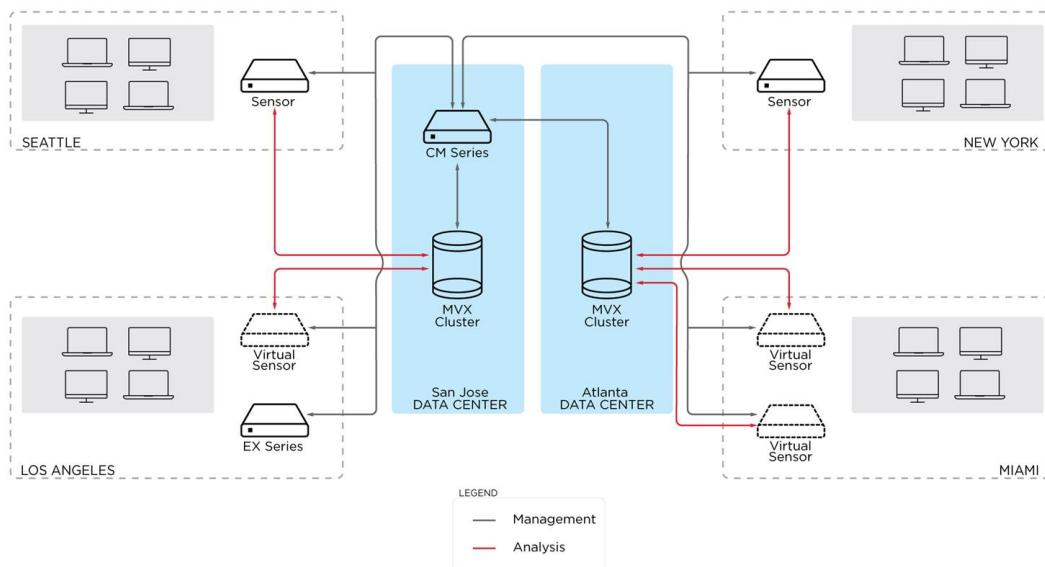 Sensor
SEATTLE
CM Series
Sensor
NEW YORK
MVX
Cluster
MVX
Cluster
Virtual
Sensor
EX Series
LOS ANGELES
San Jose
DATA CENTER
Atlanta
DATA CENTER
Virtual
Sensor
Virtual
Sensor
MIAMI
LEGEND
Management
Analysis